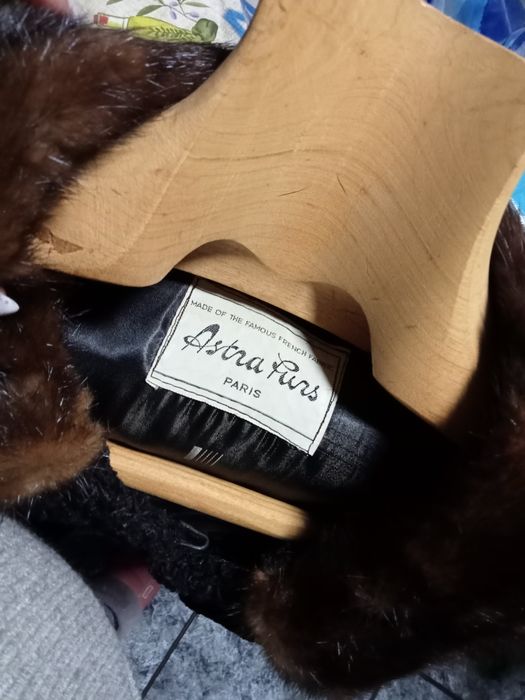 MADE OF THE FAMOUS FRENCH
Astra Furs
PARIS